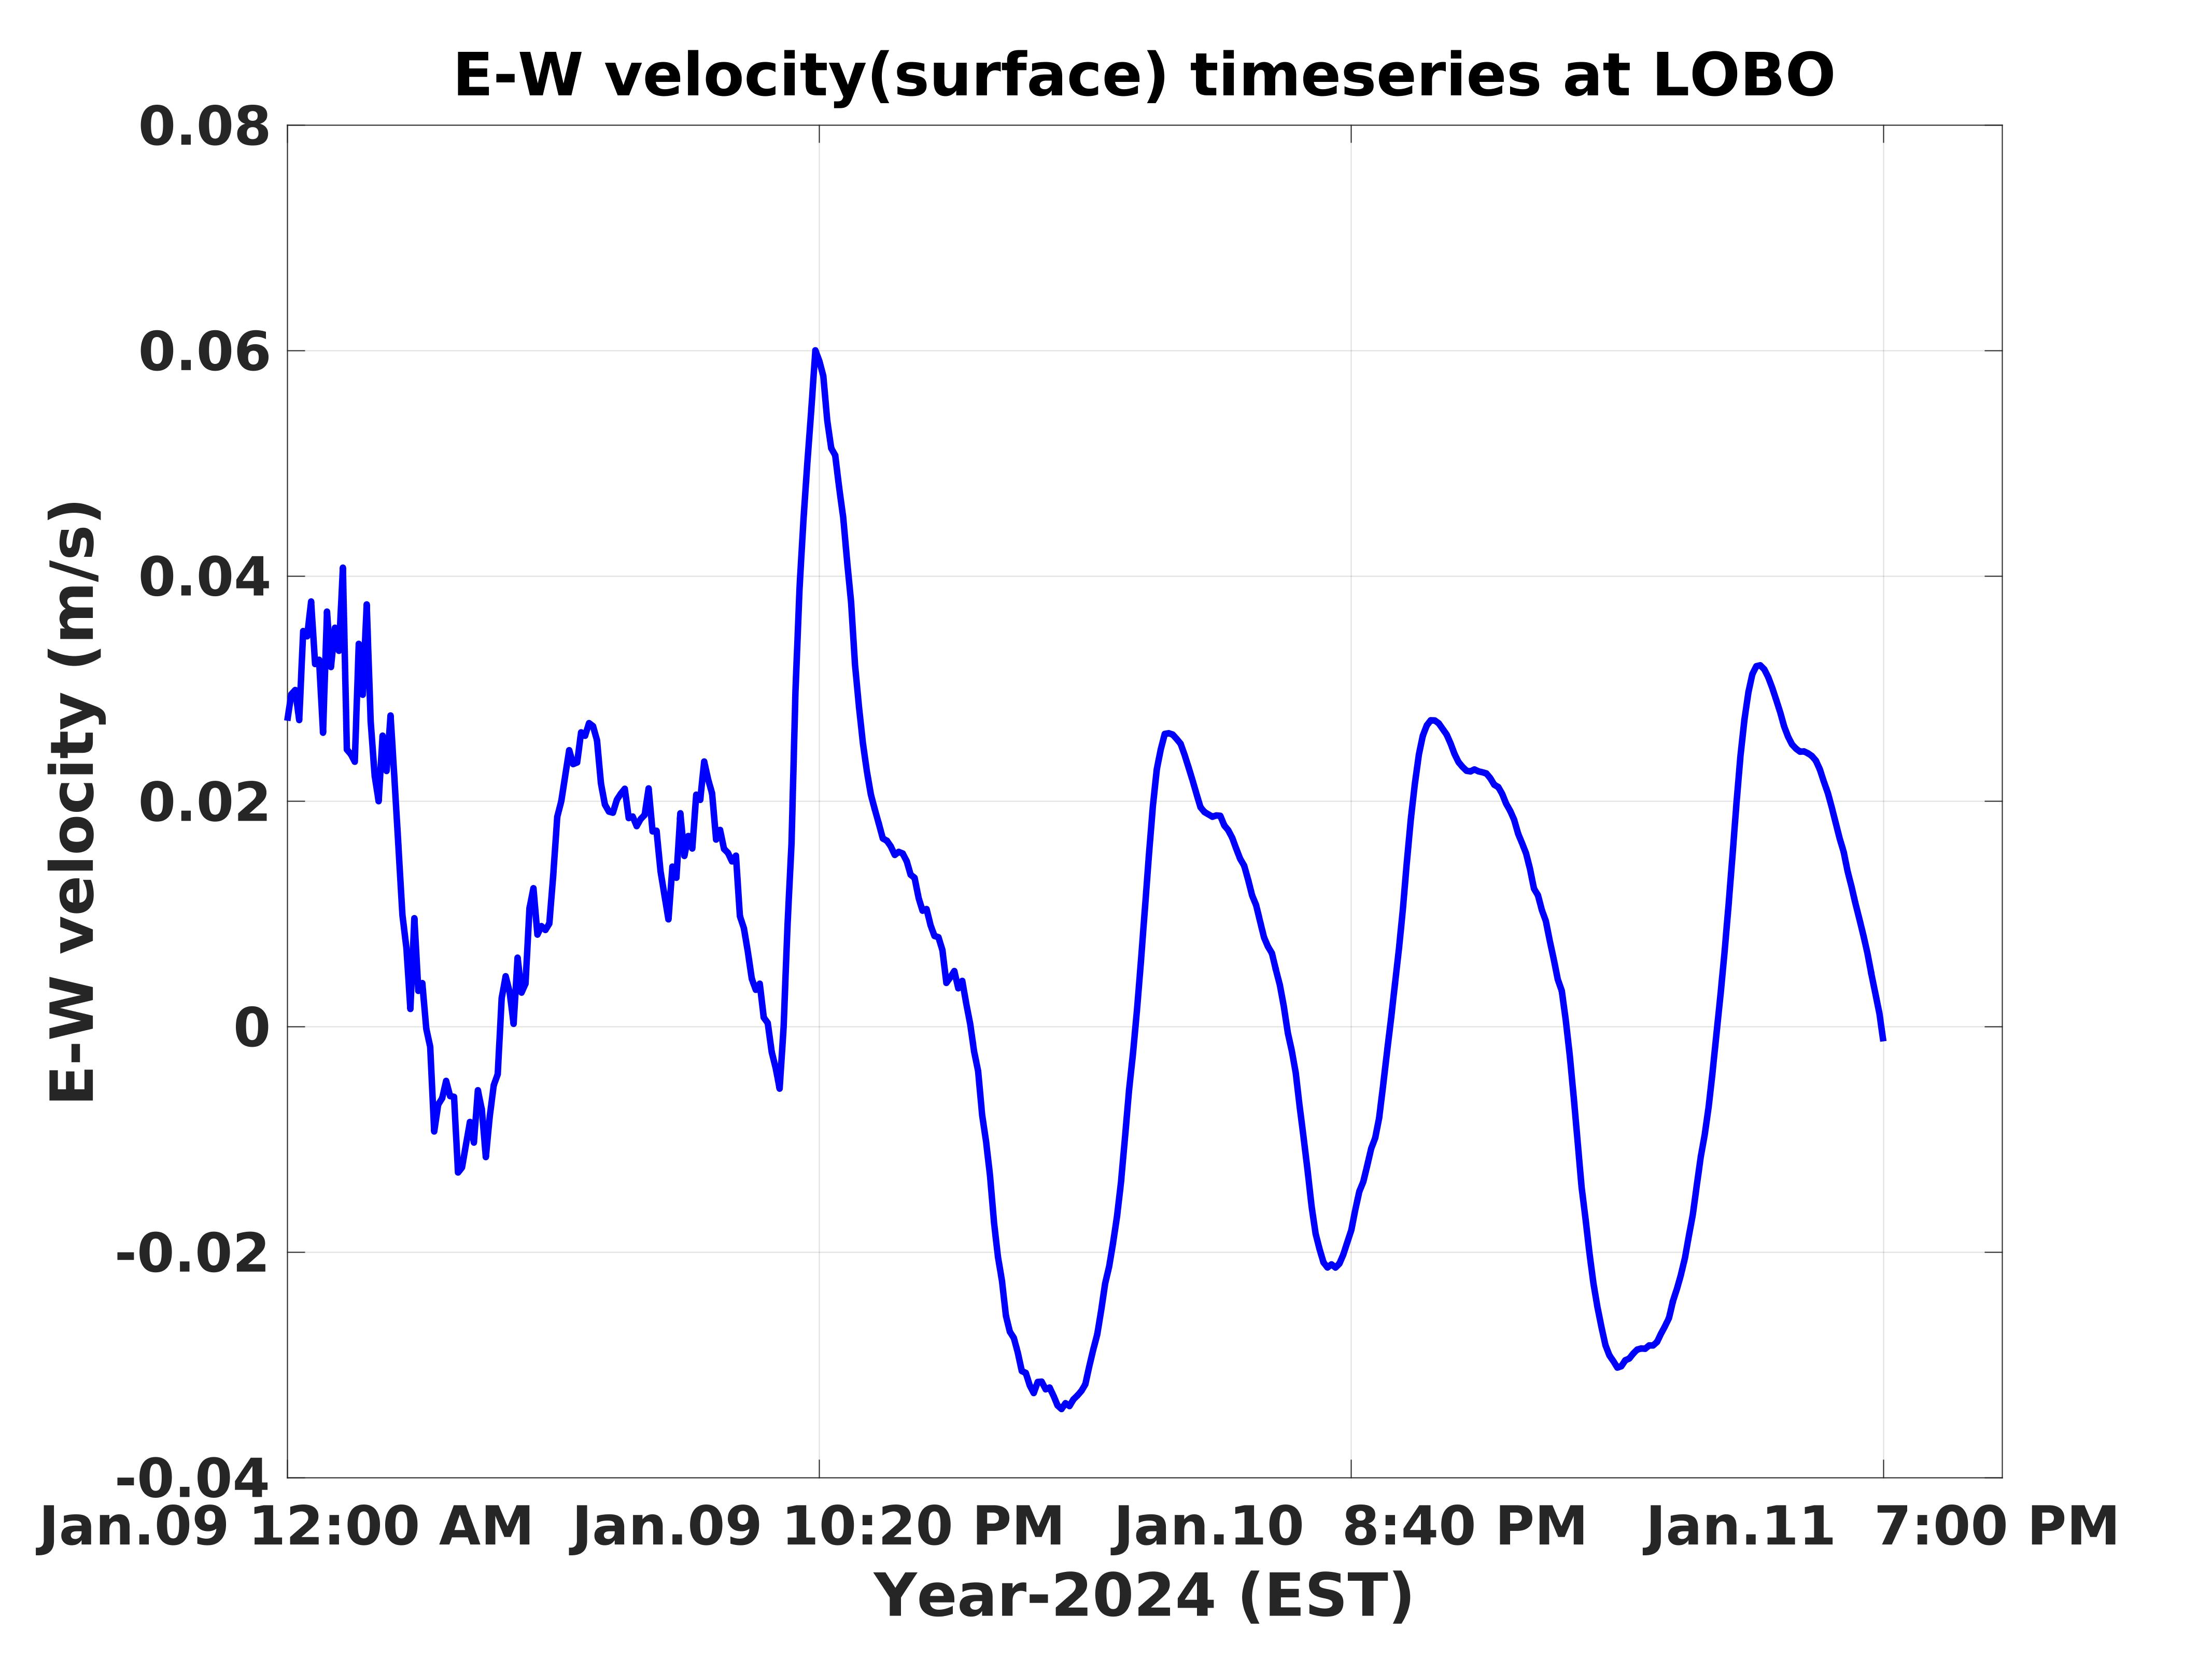 E-W velocity(surface) timeseries at LOBO
0.08
0.06
0.04
0.02
0
-0.02
-0.04
E-W velocity (m/s)
Jan.09 12:00 AM Jan.09 10:20 PM Jan.10 8:40 PM Jan.11 7:00 PM
Year-2024 (EST)